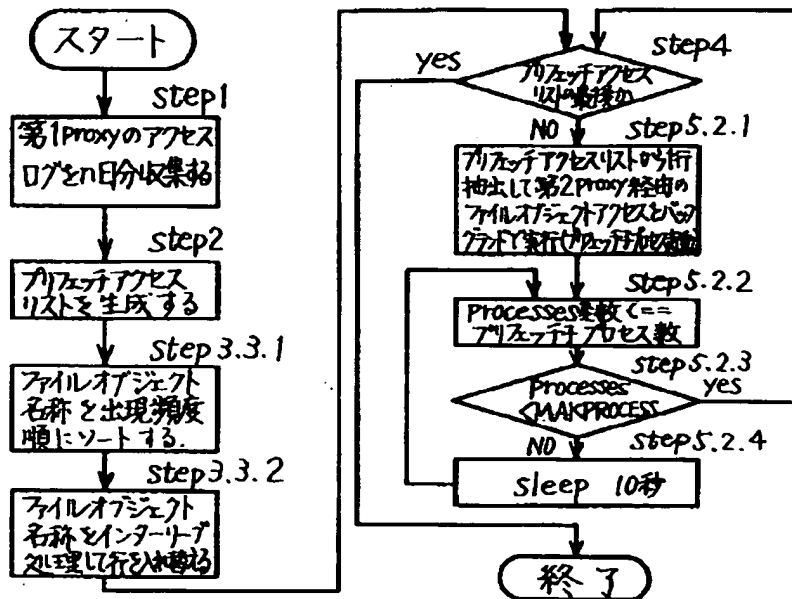 スタート
step1
第1Proxyのアクセス
ログをn日分収集する
step2
プリフェッチアクセス
リストを生成する
step3.3.1
ファイルオブジェクト
名称を出現頻度
順にソートする.
step3.3.2
ファイルオブジェクト
名称をインターリーブ
処理して行を入れ替える
step4
プリフェッチアクセス
リストの最後か
yes
NO
step5.2.1
プリフェッチアクセスリストから1行
抽出して第2Proxy経由の
ファイルオブジェクトアクセスをバック
グランドで実行
step5.2.2
Processes変数<==
プリフェッチプロセス数
step5.2.3
Processes
<MAXPROCESS
yes
NO
step5.2.4
sleep 10秒
終了